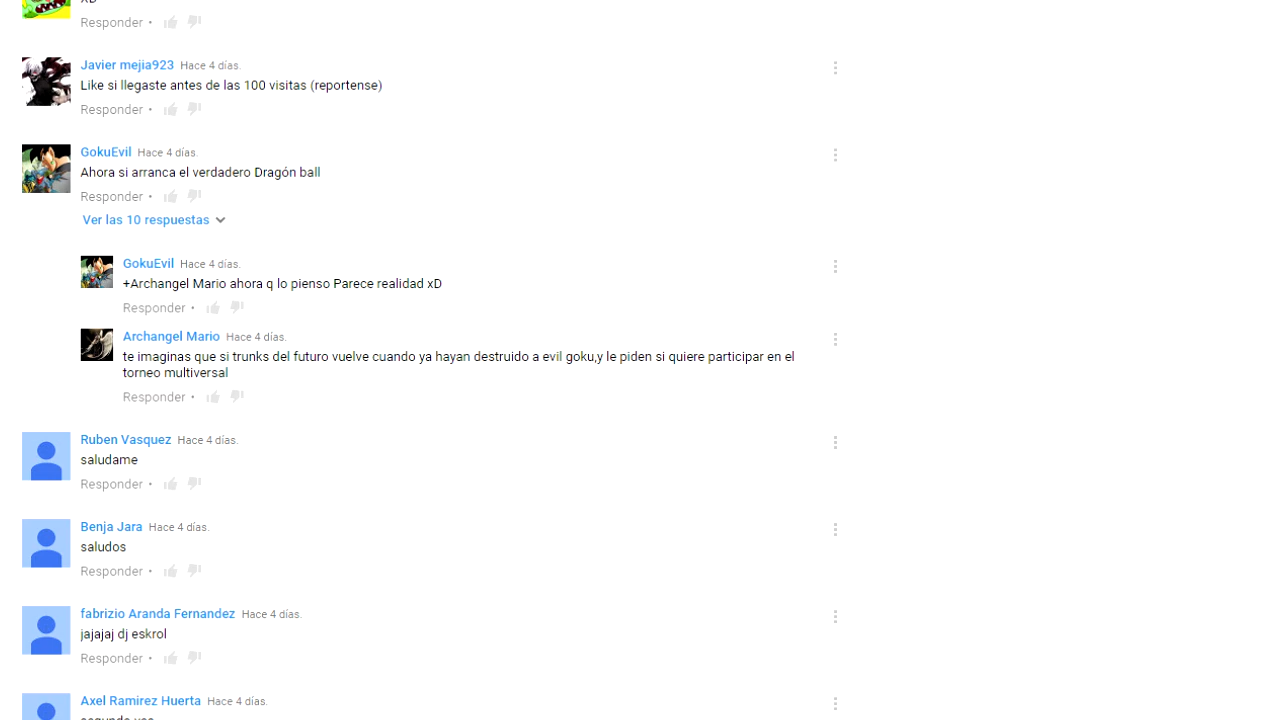 xD
Responder •
Javier mejia923 Hace 4 días.
Like si llegaste antes de las 100 visitas (reportense)
Responder •
GokuEvil Hace 4 días.
Ahora si arranca el verdadero Dragón ball
Responder •
Ver las 10 respuestas
GokuEvil Hace 4 días.
+Archangel Mario ahora q lo pienso Parece realidad xD
Responder •
Archangel Mario Hace 4 días.
te imaginas que si trunks del futuro vuelve cuando ya hayan destruido a evil goku,y le piden si quiere participar en el
torneo multiversal
Responder •
Ruben Vasquez Hace 4 días.
saludame
Responder •
Benja Jara Hace 4 días.
saludos
Responder •
fabrizio Aranda Fernandez Hace 4 días.
jajajaj dj eskrol
Responder •
Axel Ramirez Huerta Hace 4 días.